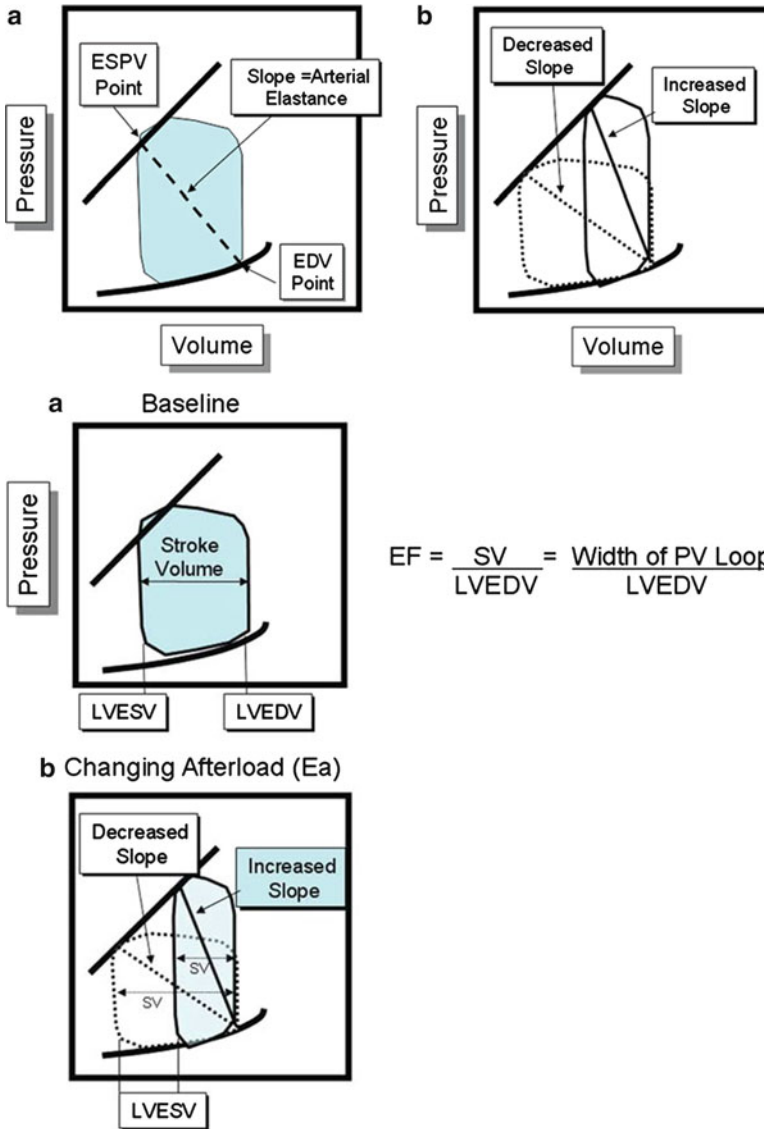 a
ESPV
Point
Slope =Arterial
Elastance
Pressure
EDV
Point
Volume
b
Decreased
Slope
Increased
Slope
Pressure
Volume
a Baseline
Pressure
Stroke
Volume
LVESV
LVEDV
EF = SV = Width of PV Loop
LVEDV LVEDV
b Changing Afterload (Ea)
Decreased
Slope
Increased
Slope
SV
SV
LVESV